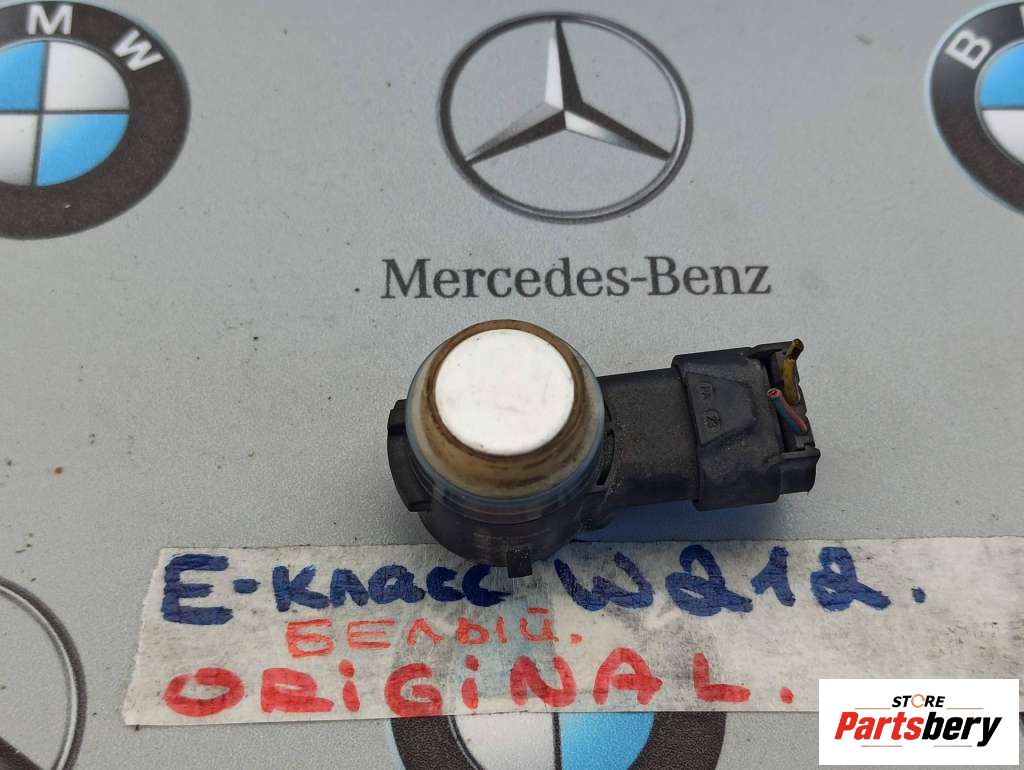 BMW
B
Mercedes-Benz
E-класс W212.
БЕЛЫЙ.
ORiGiNAL.
STORE
Partsbery